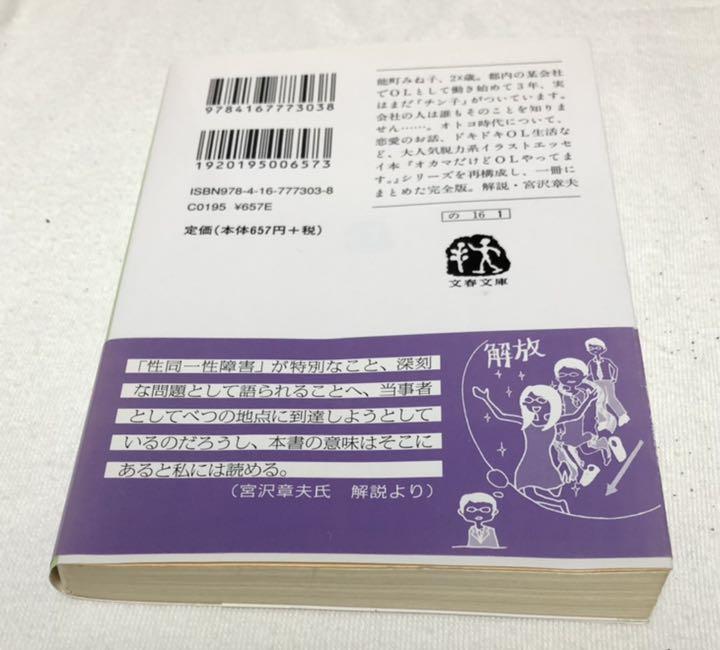 9784167773038
1920195006573
ISBN978-4-16-777303-8
C0195 ¥657E
定価(本体657円+税)
能町みね子、2×歳。都内の某会社
でOLとして働き始めて3年、実
はまだ『チン子』がついています。
会社の人は誰もそのことを知りま
せん……。オトコ時代について、
恋愛のお話、ドキドキOL生活な
ど、大人気脱力系イラストエッセ
イ本『オカマだけどOLやってま
す。』シリーズを再構成し、一冊に
まとめた完全版。解説・宮沢章夫
の 16 1
文春文庫
「性同一性障害」が特別なこと、深刻
な問題として語られることへ、当事者
としてべつの地点に到達しようとして
いるのだろうし、本書の意味はそこに
あると私には読める。
(宮沢章夫氏 解説より)
解放